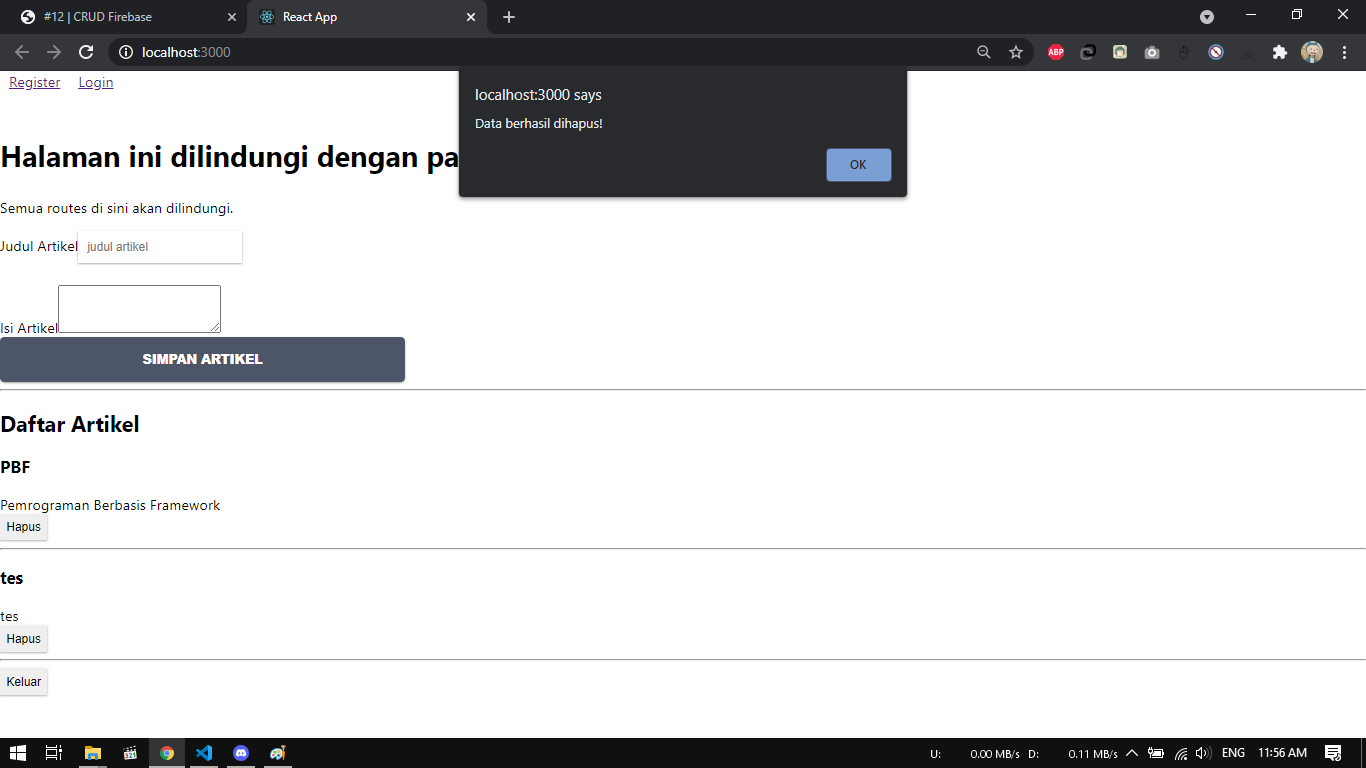 #12 | CRUD Firebase
React App
localhost:3000
ABP
Register Login
localhost:3000 says
Data berhasil dihapus!
OK
Halaman ini dilindungi dengan pa
Semua routes di sini akan dilindungi.
Judul Artikel judul artikel
Isi Artikel
SIMPAN ARTIKEL
Daftar Artikel
PBF
Pemrograman Berbasis Framework
Hapus
tes
tes
Hapus
Keluar
U: 0.00 MB/s D: 0.11 MB/s ENG 11:56 AM